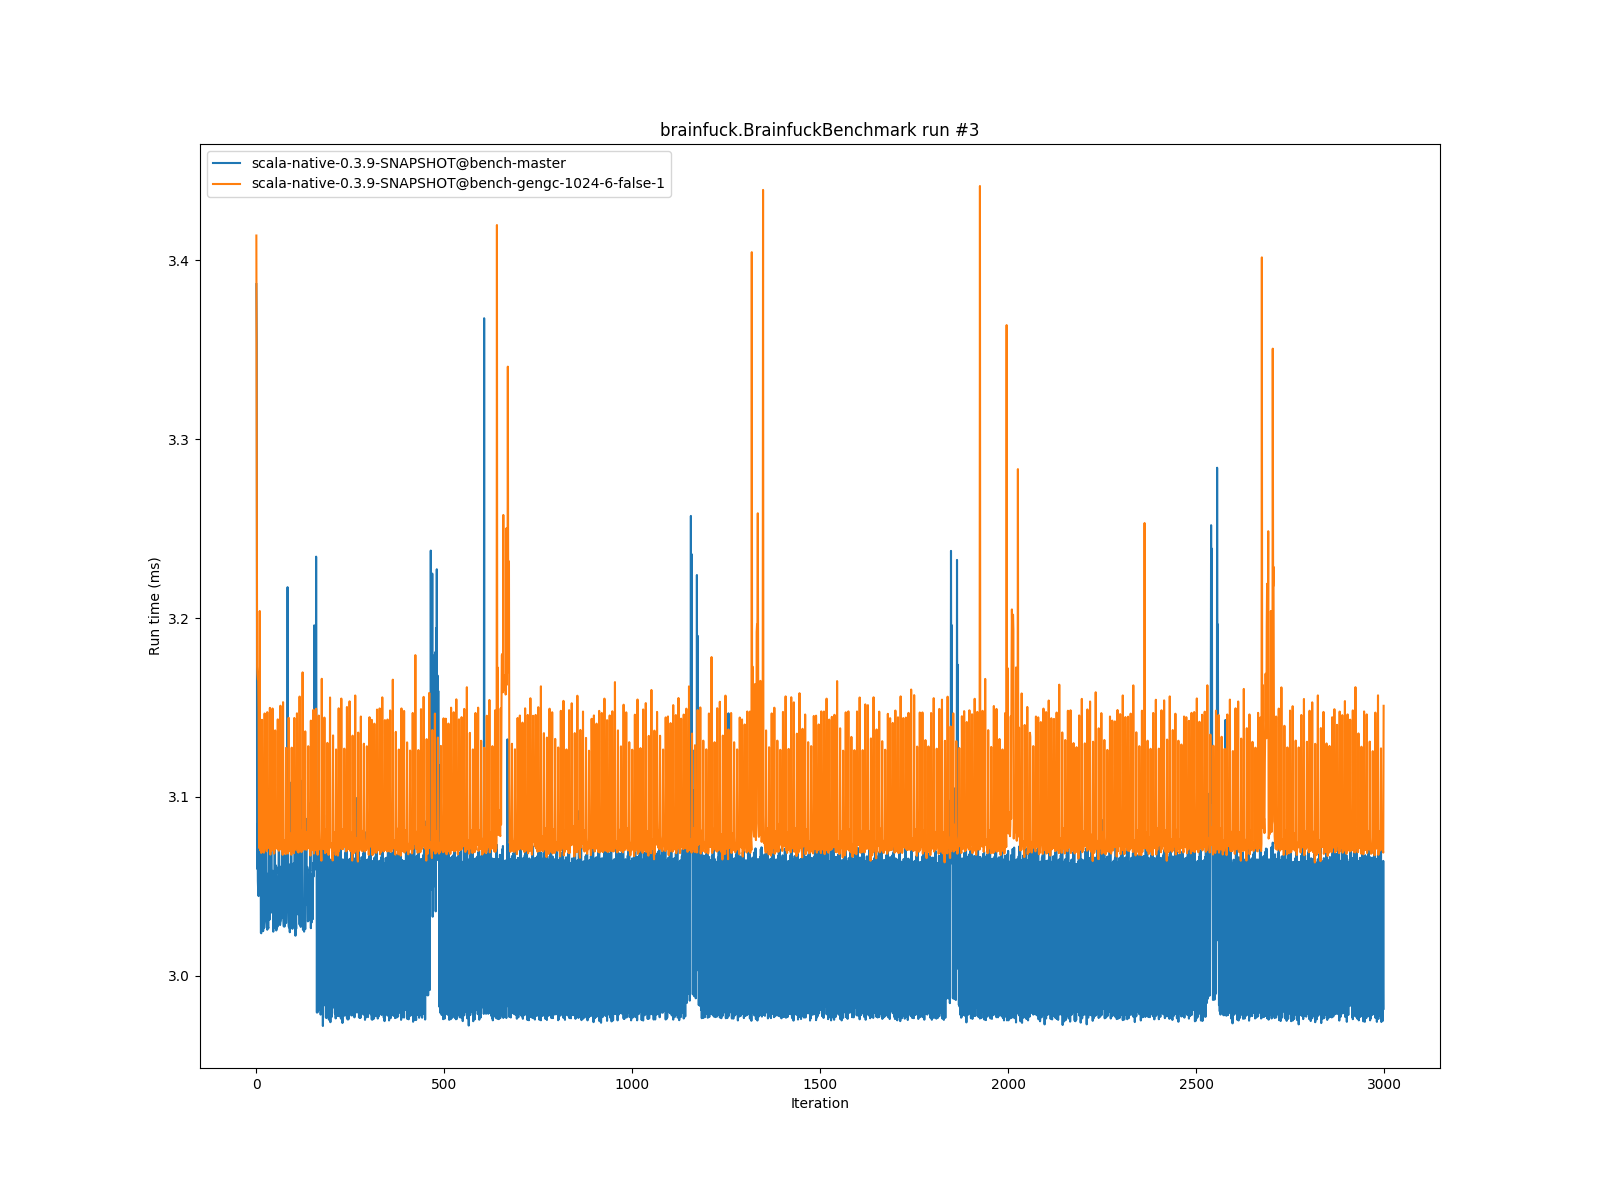 brainfuck.BrainfuckBenchmark run #3
scala-native-0.3.9-SNAPSHOT@bench-master
scala-native-0.3.9-SNAPSHOT@bench-gengc-1024-6-false-1
3.4
3.3
3.2
3.1
3.0
Run time (ms)
0 500 1000 1500 2000 2500 3000
Iteration